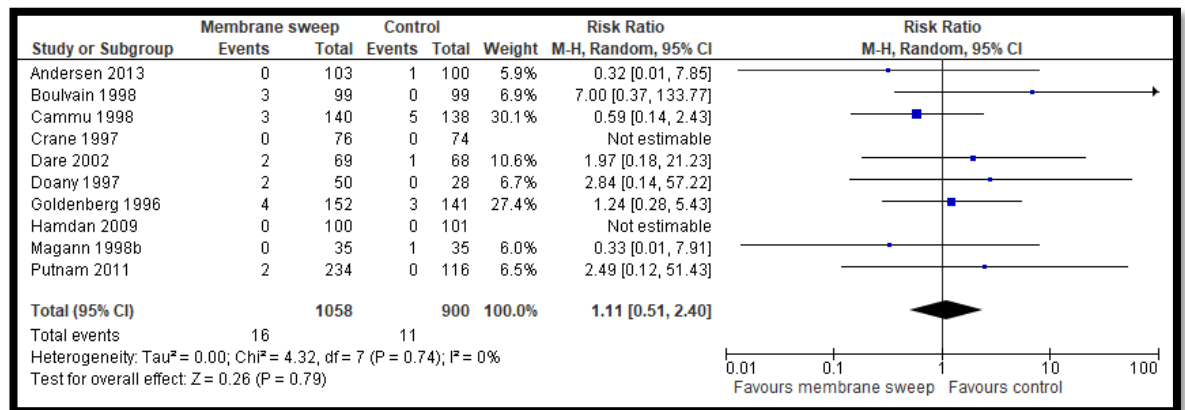 Membrane sweep Control Risk Ratio Risk Ratio
Study or Subgroup Events Total Events Total Weight M-H, Random, 95% CI M-H, Random, 95% CI
Andersen 2013 0 103 1 100 5.9% 0.32 [0.01, 7.85]
Boulvain 1998 3 99 0 99 6.9% 7.00 [0.37, 133.77]
Cammu 1998 3 140 5 138 30.1% 0.59 [0.14, 2.43]
Crane 1997 0 76 0 74 Not estimable
Dare 2002 2 69 1 68 10.6% 1.97 [0.18, 21.23]
Doany 1997 2 50 0 28 6.7% 2.84 [0.14, 57.22]
Goldenberg 1996 4 152 3 141 27.4% 1.24 [0.28, 5.43]
Hamdan 2009 0 100 0 101 Not estimable
Magann 1998b 0 35 1 35 6.0% 0.33 [0.01, 7.91]
Putnam 2011 2 234 0 116 6.5% 2.49 [0.12, 51.43]
Total (95% CI) 1058 900 100.0% 1.11 [0.51, 2.40]
Total events 16 11
Heterogeneity: Tau² = 0.00; Chi² = 4.32, df = 7 (P = 0.74); I² = 0%
Test for overall effect: Z = 0.26 (P = 0.79)
0.01 0.1 1 10 100
Favours membrane sweep Favours control